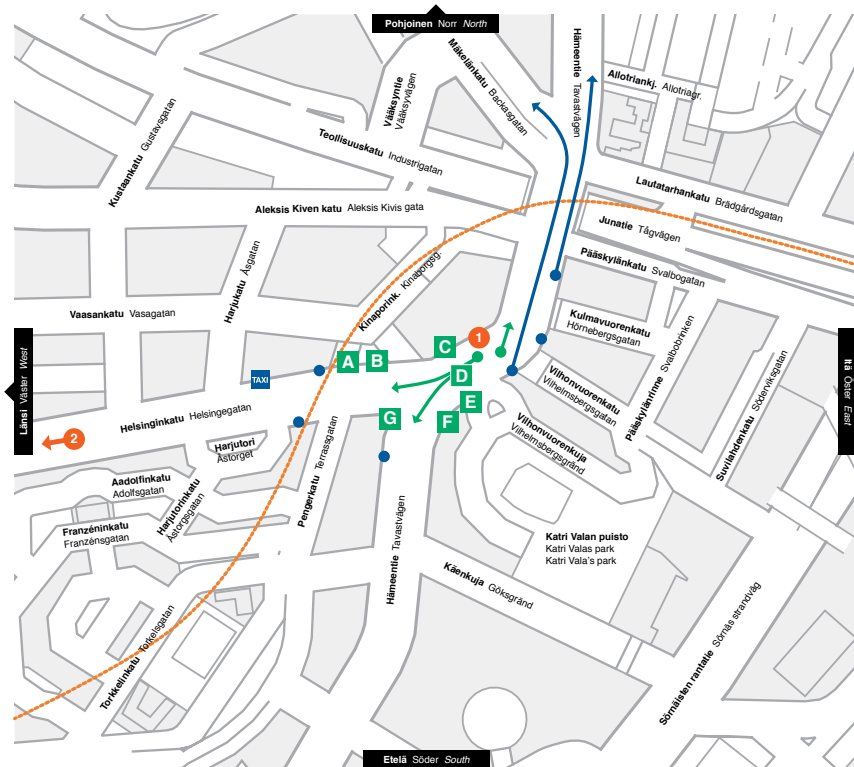 Pohjoinen Norr North
Mäkelänkatu Backasgatan
Hämeentie Tavastvägen
Allotriankj. Allotriagr.
Vääksyntie
Vääksyvägen
Kustaankatu Gustavsgatan
Teollisuuskatu Industrigatan
Lautatarhankatu Brädgårdsgatan
Aleksis Kiven katu Aleksis Kivis gata
Junatie Tågvägen
Pääskylänkatu Svalbogatan
Harjukatu Åsgatan
Kinaporink. Kinaborgsg.
Vaasankatu Vasagatan
Kulmavuorenkatu
Hörnebergsgatan
1
C
A
B
D
TAXI
E
G
F
Länsi Väster West
Itä Öster East
Vilhonvuorenkatu
Vilhelmsbergsgatan
Pääskylänrinne Svalbobrinken
Suvilahdenkatu Söderviksgatan
Helsinginkatu Helsingegatan
2
Harjutori
Åstorget
Vilhonvuorenkuja
Vilhelmsbergsgränd
Pengerkatu Terrassgatan
Aadolfinkatu
Adolfsgatan
Harjutorinkatu
Åstorgsgatan
Franzéninkatu
Franzénsgatan
Katri Valan puisto
Katri Valas park
Katri Vala's park
Hämeentie Tavastvägen
Käenkuja Göksgränd
Torkkelinkatu Torkelsgatan
Sörnäisten rantatie Sörnäs strandväg
Etelä Söder South